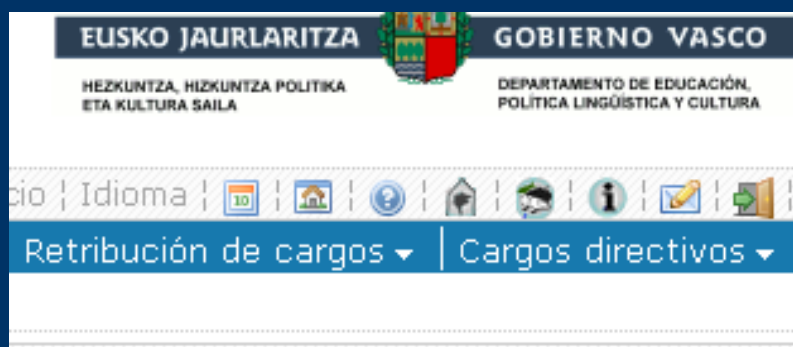 EUSKO JAURLARITZA GOBIERNO VASCO
HEZKUNTZA, HIZKUNTZA POLITIKA
ETA KULTURA SAILA
DEPARTAMENTO DE EDUCACIÓN,
POLÍTICA LINGÜÍSTICA Y CULTURA
cio ¦ Idioma ¦ 10 ¦ ¦ ? ¦ ¦ ¦ i ¦ ¦
Retribución de cargos Cargos directivos